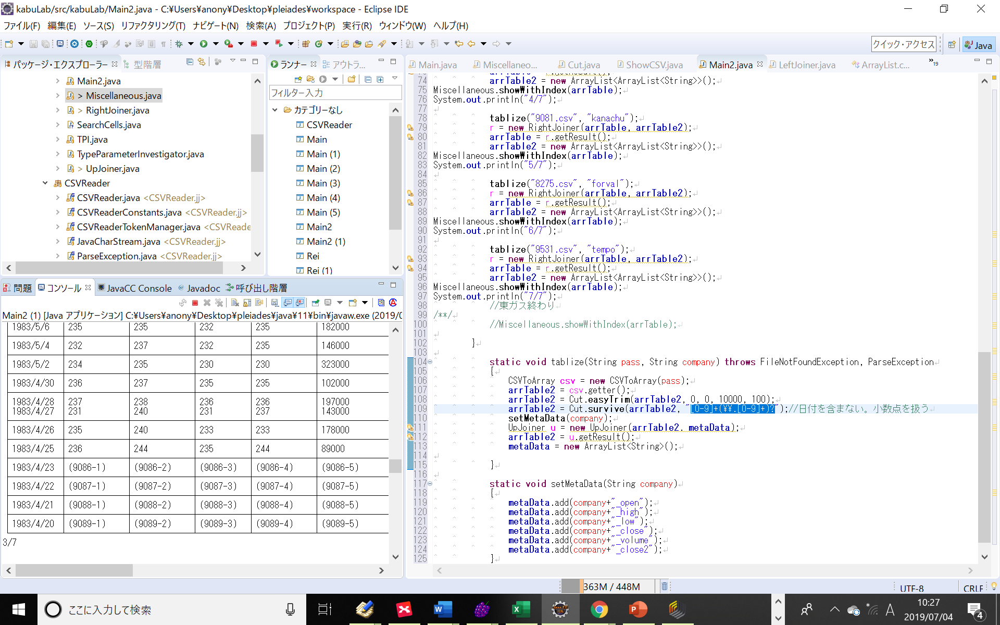 kabuLab/src/kabuLab/Main2.java - C:¥Users¥anony¥Desktop¥pleiades¥workspace - Eclipse IDE
ファイル(F) 編集(E) ソース(S) リファクタリング(T) ナビゲート(N) 検索(A) プロジェクト(P) 実行(R) ウィンドウ(W) ヘルプ(H)
クイック・アクセス
Java
パッケージ・エクスプローラー
型階層
Main2.java
> Miscellaneous.java
> RightJoiner.java
SearchCells.java
TPI.java
TypeParameterInvestigator.java
> UpJoiner.java
CSVReader
CSVReader.java <CSVReader.jj>
CSVReaderConstants.java <CSVReader.jj>
CSVReaderTokenManager.java <CSVReade
JavaCharStream.java <CSVReader.jj>
ParseException.java <CSVReader.jj>
ランナー
アウトラ...
フィルター入力
カテゴリーなし
CSVReader
Main
Main (1)
Main (2)
Main (3)
Main (4)
Main (5)
Main2
Main2 (1)
Rei
Rei (1)
問題
コンソール
JavaCC Console
@ Javadoc
呼び出し階層
Main2 (1) [Java アプリケーション] C:¥Users¥anony¥Desktop¥pleiades¥java¥11¥bin¥javaw.exe (2019/0
1983/5/6 235 235 232 235 182000
1983/5/4 232 237 232 235 146000
1983/5/2 234 235 230 230 323000
1983/4/30 236 237 235 235 102000
1983/4/28 237 238 236 236 197000
1983/4/27 231 240 231 237 143000
1983/4/26 235 240 233 233 178000
1983/4/25 236 244 235 244 89000
1983/4/23 (9086-1) (9086-2) (9086-3) (9086-4) (9086-5)
1983/4/22 (9087-1) (9087-2) (9087-3) (9087-4) (9087-5)
1983/4/21 (9088-1) (9088-2) (9088-3) (9088-4) (9088-5)
1983/4/20 (9089-1) (9089-2) (9089-3) (9089-4) (9089-5)
3/7
Main.java
Miscellaneo...
Cut.java
ShowCSV.java
Main2.java
LeftJoiner.java
ArrayList.c...
»19
74 arrTable2 = new ArrayList<ArrayList<String>>();
75 Miscellaneous.showWithIndex(arrTable);
76 System.out.println("4/7");
77
78 tablize("9081.csv", "kanachu");
79 r = new RightJoiner(arrTable, arrTable2);
80 arrTable = r.getResult();
81 arrTable2 = new ArrayList<ArrayList<String>>();
82 Miscellaneous.showWithIndex(arrTable);
83 System.out.println("5/7");
84
85 tablize("8275.csv", "forval");
86 r = new RightJoiner(arrTable, arrTable2);
87 arrTable = r.getResult();
88 arrTable2 = new ArrayList<ArrayList<String>>();
89 Miscellaneous.showWithIndex(arrTable);
90 System.out.println("6/7");
91
92 tablize("9531.csv", "tempo");
93 r = new RightJoiner(arrTable, arrTable2);
94 arrTable = r.getResult();
95 arrTable2 = new ArrayList<ArrayList<String>>();
96 Miscellaneous.showWithIndex(arrTable);
97 System.out.println("7/7");
98 //東ガス終わり
99 /**/
100 //Miscellaneous.showWithIndex(arrTable);
101
102 }
103
104 static void tablize(String pass, String company) throws FileNotFoundException, ParseException
105 {
106 CSVToArray csv = new CSVToArray(pass);
107 arrTable2 = csv.getter();
108 arrTable2 = Cut.easyTrim(arrTable2, 0, 0, 10000, 100);
109 arrTable2 = Cut.survive(arrTable2, "[0-9]+(¥¥.[0-9]+)?");//日付を含まない。小数点を扱う
110 setMetaData(company);
111 UpJoiner u = new UpJoiner(arrTable2, metaData);
112 arrTable2 = u.getResult();
113 metaData = new ArrayList<String>();
114
115 }
116
117 static void setMetaData(String company)
118 {
119 metaData.add(company+"_open");
120 metaData.add(company+"_high");
121 metaData.add(company+"_low");
122 metaData.add(company+"_close");
123 metaData.add(company+"_volume");
124 metaData.add(company+"_close2");
125 }
363M / 448M
UTF-8
CRLF
ここに入力して検索
A
10:27
2019/07/04
4